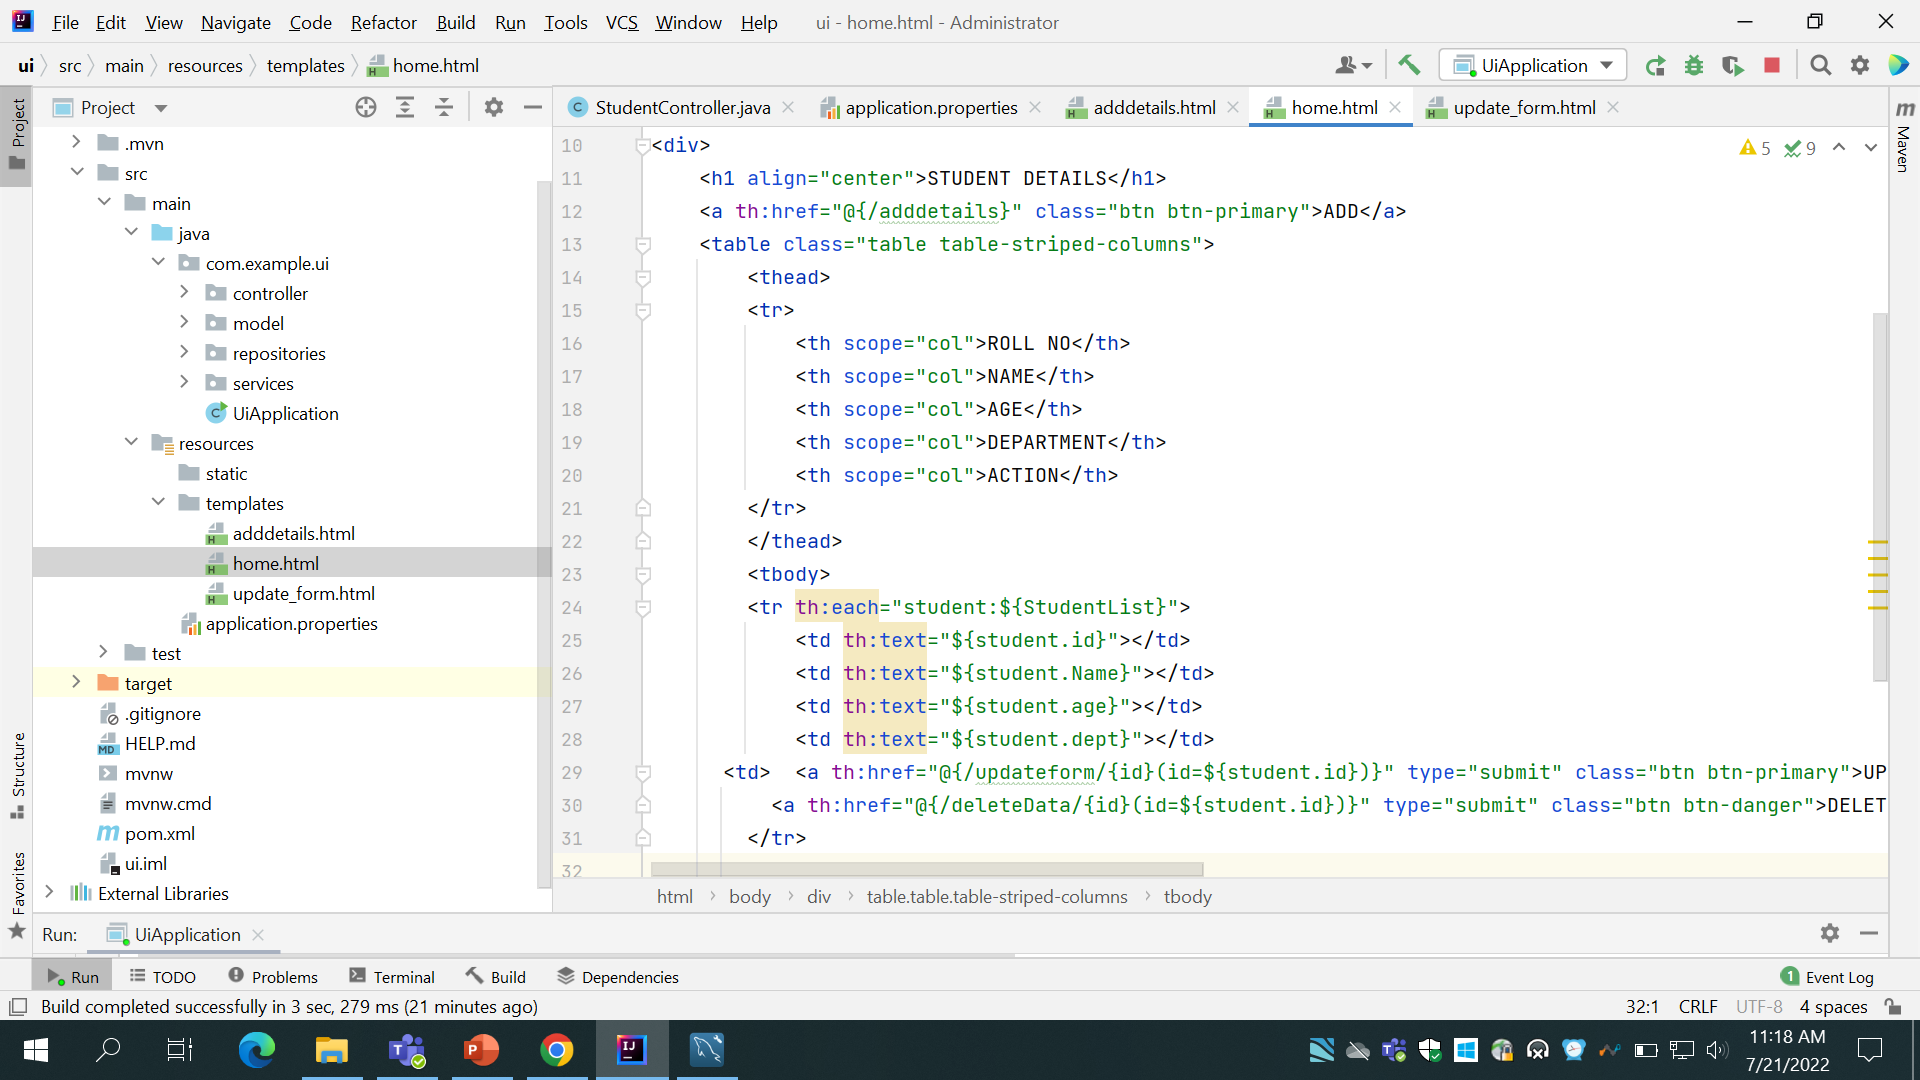 File Edit View Navigate Code Refactor Build Run Tools VCS Window Help ui - home.html - Administrator
ui src main resources templates home.html UiApplication
Project StudentController.java application.properties adddetails.html home.html update_form.html
Project
Maven
Structure
Favorites
.mvn
src
main
java
com.example.ui
controller
model
repositories
services
UiApplication
resources
static
templates
adddetails.html
home.html
update_form.html
application.properties
test
target
.gitignore
HELP.md
mvnw
mvnw.cmd
pom.xml
ui.iml
External Libraries
5 9
10 <div>
11 <h1 align="center">STUDENT DETAILS</h1>
12 <a th:href="@{/adddetails}" class="btn btn-primary">ADD</a>
13 <table class="table table-striped-columns">
14 <thead>
15 <tr>
16 <th scope="col">ROLL NO</th>
17 <th scope="col">NAME</th>
18 <th scope="col">AGE</th>
19 <th scope="col">DEPARTMENT</th>
20 <th scope="col">ACTION</th>
21 </tr>
22 </thead>
23 <tbody>
24 <tr th:each="student:${StudentList}">
25 <td th:text="${student.id}"></td>
26 <td th:text="${student.Name}"></td>
27 <td th:text="${student.age}"></td>
28 <td th:text="${student.dept}"></td>
29 <td> <a th:href="@{/updateform/{id}(id=${student.id})}" type="submit" class="btn btn-primary">UP
30 <a th:href="@{/deleteData/{id}(id=${student.id})}" type="submit" class="btn btn-danger">DELET
31 </tr>
32
html body div table.table.table-striped-columns tbody
Run: UiApplication
Run TODO Problems Terminal Build Dependencies 1 Event Log
Build completed successfully in 3 sec, 279 ms (21 minutes ago) 32:1 CRLF UTF-8 4 spaces
11:18 AM
7/21/2022